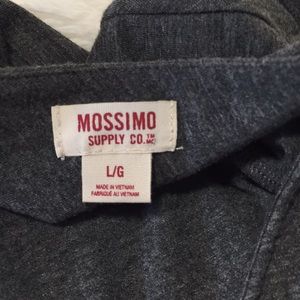 MOSSIMO
SUPPLY CO.™ MC
L/G
MADE IN VIETNAM
FABRIQUÉ AU VIETNAM